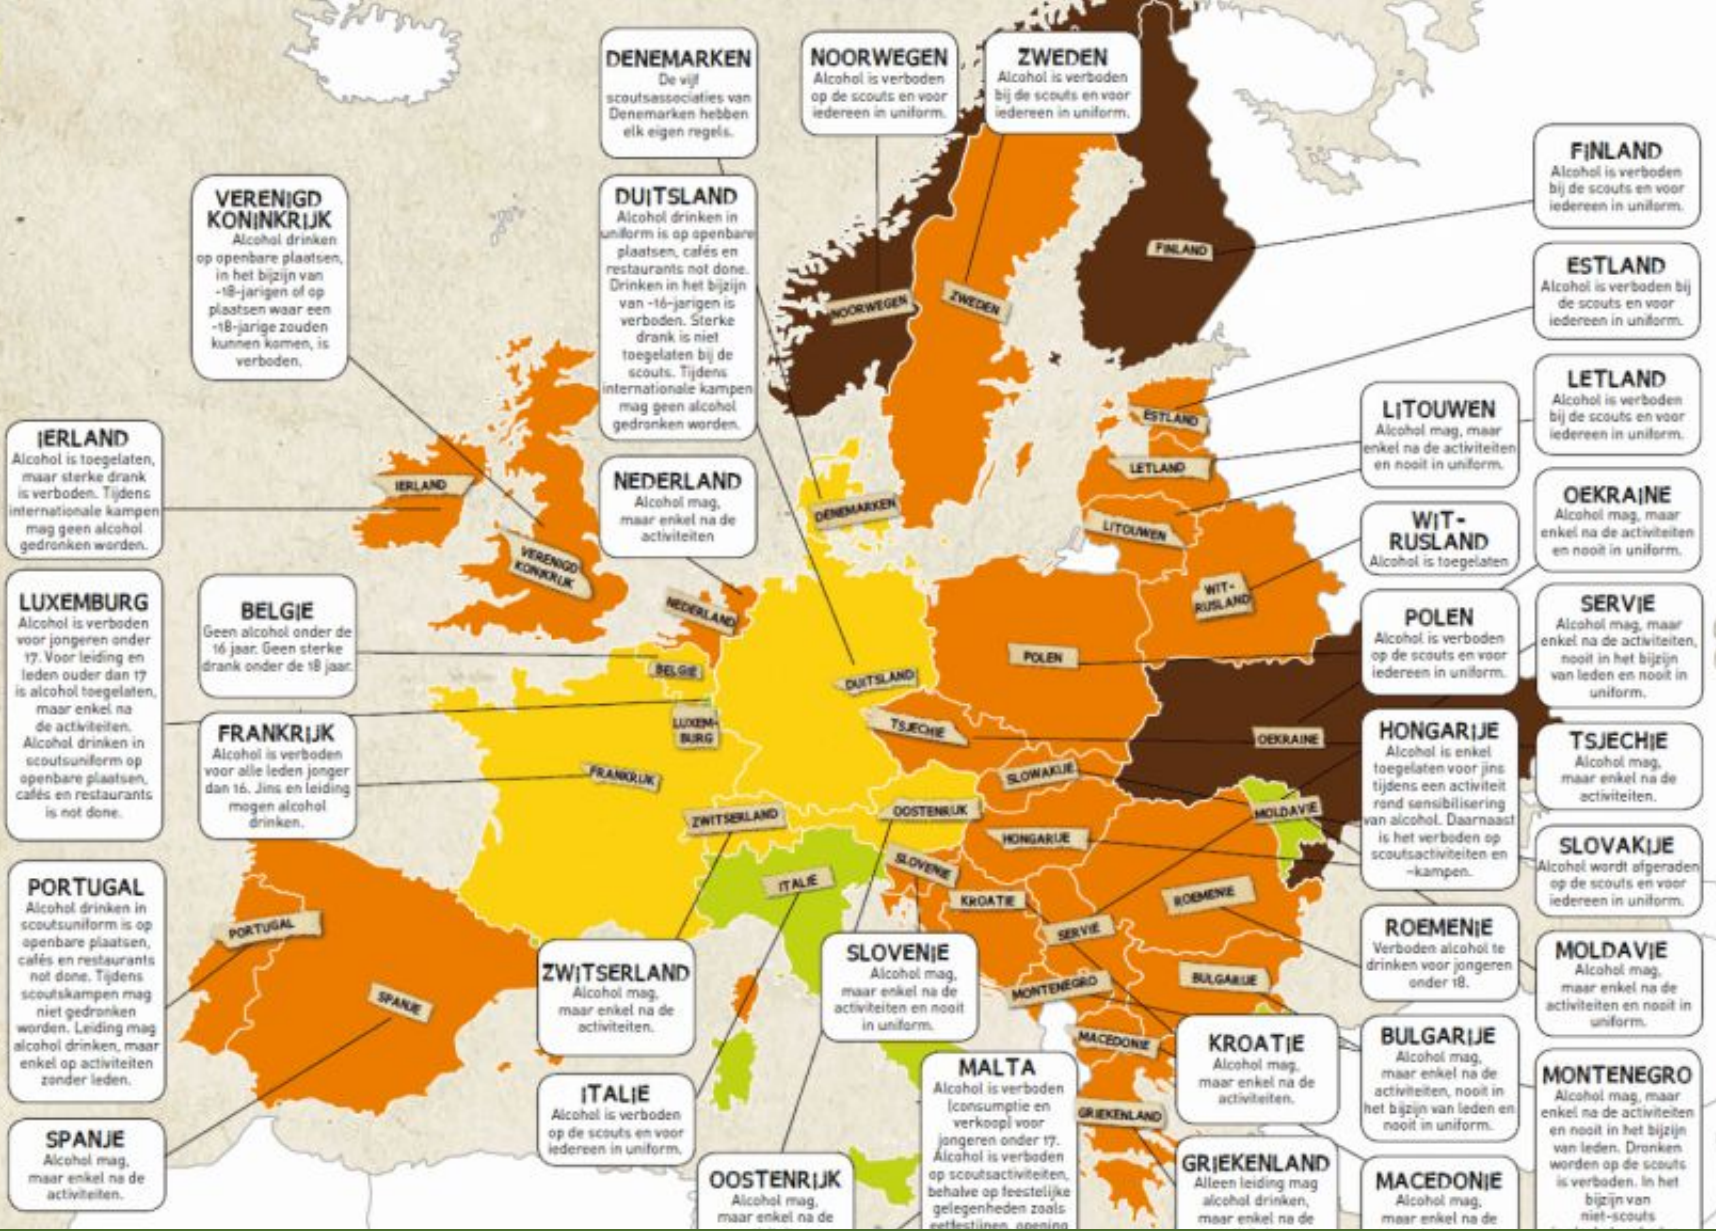 DENEMARKEN
De vijf
scoutsassociaties van
Denemarken hebben
elk eigen regels.
NOORWEGEN
Alcohol is verboden
op de scouts en voor
iedereen in uniform.
ZWEDEN
Alcohol is verboden
bij de scouts en voor
iedereen in uniform.
FINLAND
Alcohol is verboden
bij de scouts en voor
iedereen in uniform.
VERENIGD
KONINKRIJK
Alcohol drinken
op openbare plaatsen,
in het bijzijn van
-18-jarigen of op
plaatsen waar een
-18-jarige zouden
kunnen komen, is
verboden.
DUITSLAND
Alcohol drinken in
uniform is op openbare
plaatsen, cafés en
restaurants not done.
Drinken in het bijzijn
van -16-jarigen is
verboden. Sterke
drank is niet
toegelaten bij de
scouts. Tijdens
internationale kampen
mag geen alcohol
gedronken worden.
ESTLAND
Alcohol is verboden bij
de scouts en voor
iedereen in uniform.
LETLAND
Alcohol is verboden
bij de scouts en voor
iedereen in uniform.
LITOUWEN
Alcohol mag, maar
enkel na de activiteiten
en nooit in uniform.
IERLAND
Alcohol is toegelaten,
maar sterke drank
is verboden. Tijdens
internationale kampen
mag geen alcohol
gedronken worden.
NEDERLAND
Alcohol mag,
maar enkel na de
activiteiten
OEKRAINE
Alcohol mag, maar
enkel na de activiteiten
en nooit in uniform.
WIT-
RUSLAND
Alcohol is toegelaten
LUXEMBURG
Alcohol is verboden
voor jongeren onder
17. Voor leiding en
leden ouder dan 17
is alcohol toegelaten,
maar enkel na
de activiteiten.
Alcohol drinken in
scoutsuniform op
openbare plaatsen,
cafés en restaurants
is not done.
BELGIE
Geen alcohol onder de
16 jaar. Geen sterke
drank onder de 18 jaar.
POLEN
Alcohol is verboden
op de scouts en voor
iedereen in uniform.
SERVIE
Alcohol mag, maar
enkel na de activiteiten,
nooit in het bijzijn
van leden en nooit in
uniform.
FRANKRIJK
Alcohol is verboden
voor alle leden jonger
dan 16. Jins en leiding
mogen alcohol
drinken.
HONGARIJE
Alcohol is enkel
toegelaten voor jins
tijdens een activiteit
rond sensibilisering
van alcohol. Daarnaast
is het verboden op
scoutsactiviteiten en
-kampen.
TSJECHIE
Alcohol mag,
maar enkel na de
activiteiten.
SLOVAKIJE
Alcohol wordt afgeraden
op de scouts en voor
iedereen in uniform.
PORTUGAL
Alcohol drinken in
scoutsuniform is op
openbare plaatsen,
cafés en restaurants
not done. Tijdens
scoutskampen mag
niet gedronken
worden. Leiding mag
alcohol drinken, maar
enkel op activiteiten
zonder leden.
ROEMENIE
Verboden alcohol te
drinken voor jongeren
onder 18.
MOLDAVIE
Alcohol mag,
maar enkel na de
activiteiten en nooit in
uniform.
ZWITSERLAND
Alcohol mag,
maar enkel na de
activiteiten.
SLOVENIE
Alcohol mag,
maar enkel na de
activiteiten en nooit
in uniform.
KROATIE
Alcohol mag,
maar enkel na de
activiteiten.
BULGARIJE
Alcohol mag,
maar enkel na de
activiteiten, nooit in
het bijzijn van leden en
nooit in uniform.
MONTENEGRO
Alcohol mag, maar
enkel na de activiteiten
en nooit in het bijzijn
van leden. Dronken
worden op de scouts
is verboden. In het
bijzijn van
niet-scouts
ITALIE
Alcohol is verboden
op de scouts en voor
iedereen in uniform.
MALTA
Alcohol is verboden
(consumptie en
verkoop) voor
jongeren onder 17.
Alcohol is verboden
op scoutsactiviteiten,
behalve op feestelijke
gelegenheden zoals
eetfestijnen, opening
SPANJE
Alcohol mag,
maar enkel na de
activiteiten.
OOSTENRIJK
Alcohol mag,
maar enkel na de
GRIEKENLAND
Alleen leiding mag
alcohol drinken,
maar enkel na de
MACEDONIE
Alcohol mag,
maar enkel na de
FINLAND
NOORWEGEN
ZWEDEN
ESTLAND
LETLAND
LITOUWEN
IERLAND
DENEMARKEN
VERENIGD
KONIKRIJK
WIT-
RUSLAND
NEDERLAND
POLEN
BELGIE
DUITSLAND
LUXEM-
BURG
TSJECHIE
OEKRAINE
FRANKRIJK
SLOWAKIJE
ZWITSERLAND
OOSTENRIJK
MOLDAVIE
HONGARIJE
SLOVENIE
ITALIE
KROATIE
ROEMENIE
PORTUGAL
SERVIE
SPANJE
MONTENEGRO
BULGARIJE
MACEDONIE
GRIEKENLAND